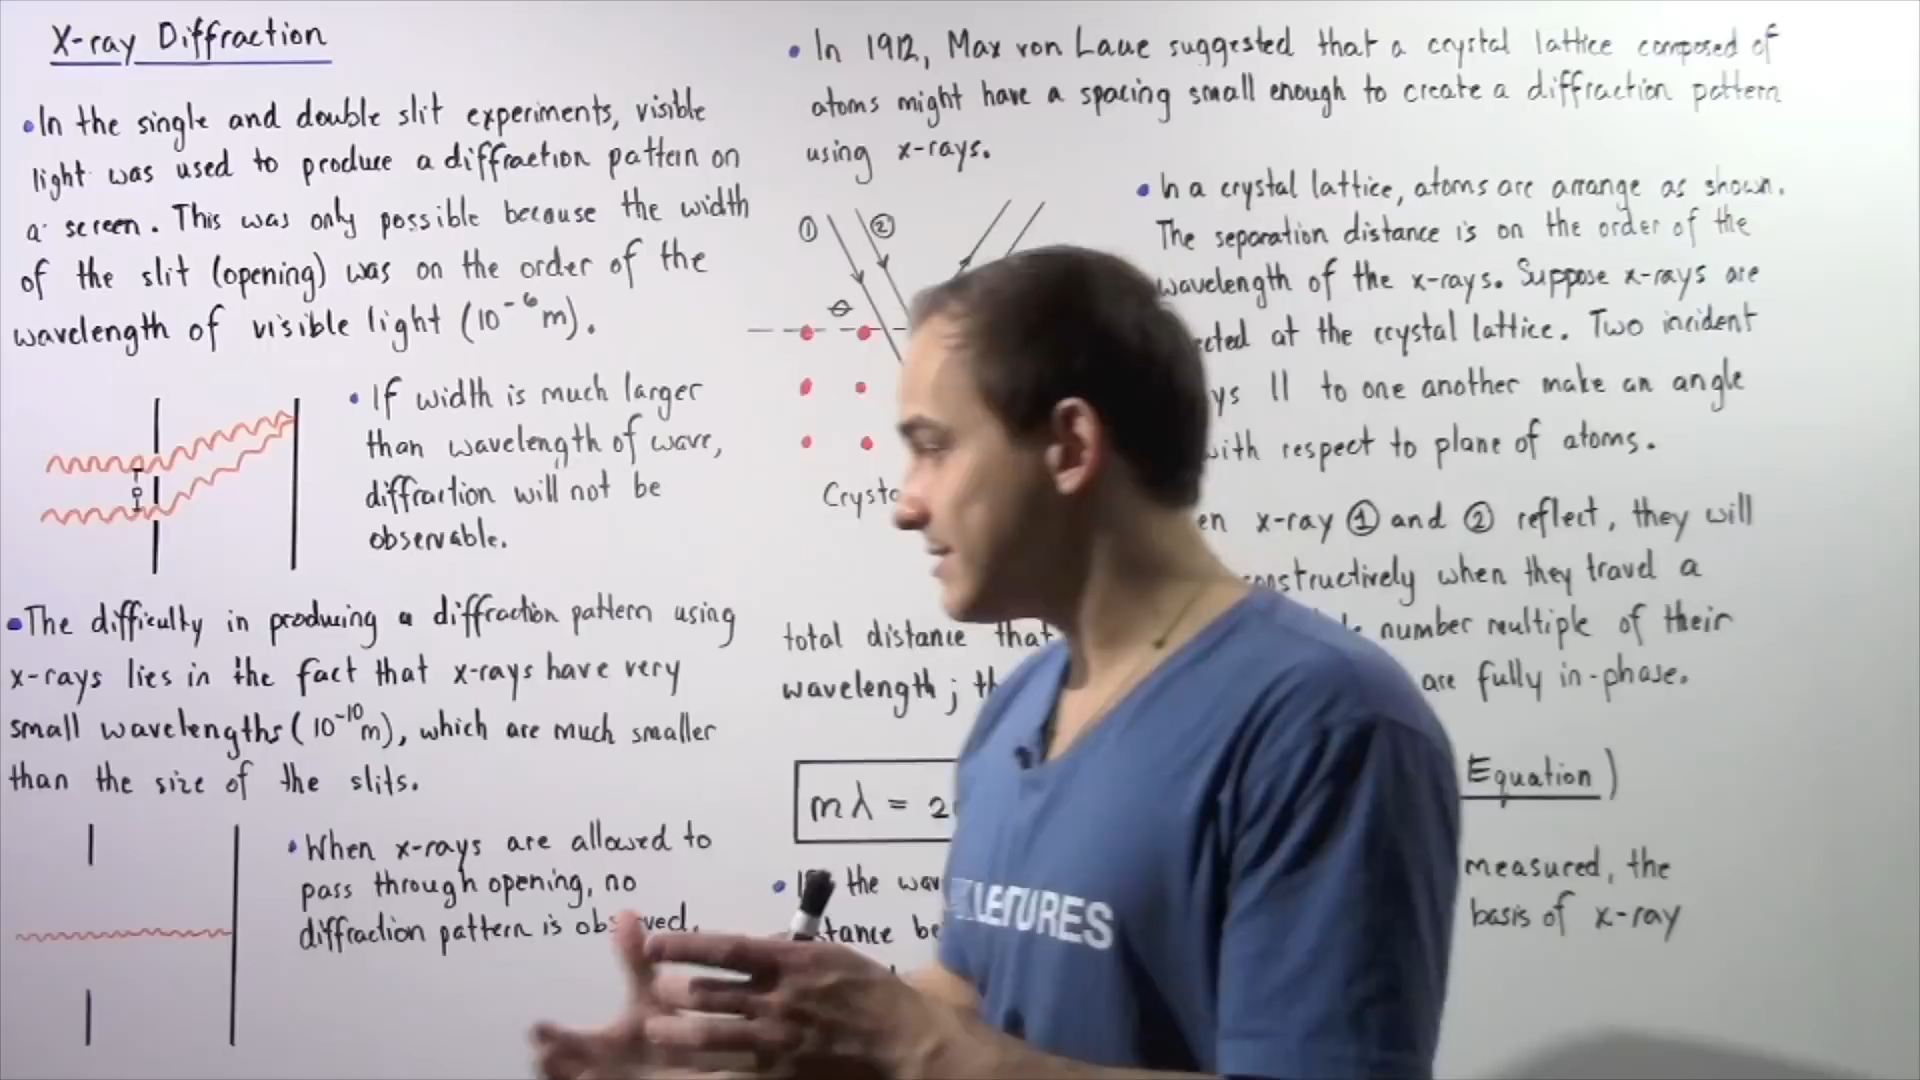 X-ray Diffraction
• In the single and double slit experiments, visible
light was used to produce a diffraction pattern on
a screen. This was only possible because the width
of the slit (opening) was on the order of the
wavelength of visible light (10⁻⁶ m).
• If width is much larger
than wavelength of wave,
diffraction will not be
observable.
• The difficulty in producing a diffraction pattern using
x-rays lies in the fact that x-rays have very
small wavelengths (10⁻¹⁰ m), which are much smaller
than the size of the slits.
• When x-rays are allowed to
pass through opening, no
diffraction pattern is
• In 1912, Max von Laue suggested that a crystal lattice composed of
atoms might have a spacing small enough to create a diffraction pattern
using x-rays.
① ②
θ
• In a crystal lattice, atoms are arrange as shown.
The separation distance is on the order of the
wavelength of the x-rays. Suppose x-rays are
at the crystal lattice. Two incident
|| to one another make an angle
with respect to plane of atoms.
x-ray ① and ② reflect, they will
constructively when they travel a
total distance that
number multiple of their
wavelength;
are fully in-phase.
mλ = 2
Equation)
the
measured, the
basis of x-ray